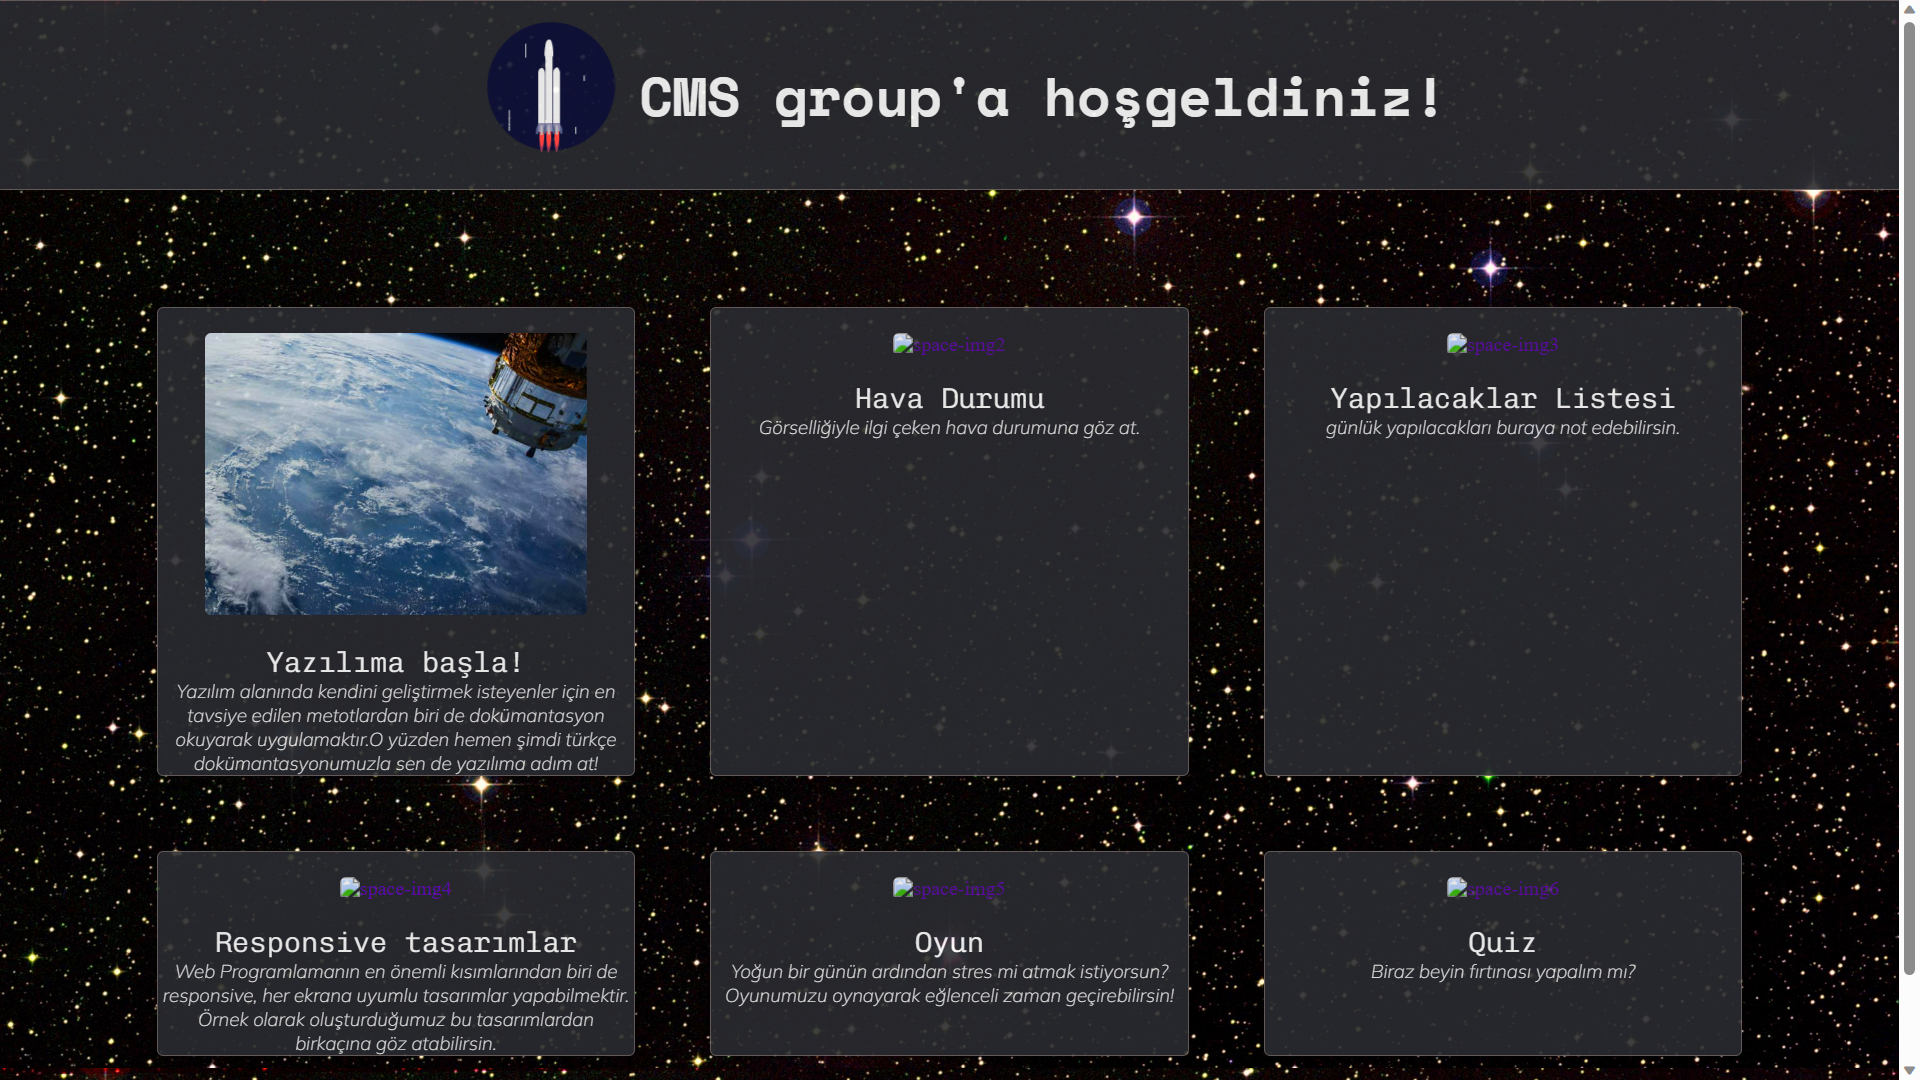 CMS group'a hoşgeldiniz!
Yazılıma başla!
Yazılım alanında kendini geliştirmek isteyenler için en
tavsiye edilen metotlardan biri de dokümantasyon
okuyarak uygulamaktır.O yüzden hemen şimdi türkçe
dokümantasyonumuzla sen de yazılıma adım at!
space-img2
Hava Durumu
Görselliğiyle ilgi çeken hava durumuna göz at.
space-img3
Yapılacaklar Listesi
günlük yapılacakları buraya not edebilirsin.
space-img4
Responsive tasarımlar
Web Programlamanın en önemli kısımlarından biri de
responsive, her ekrana uyumlu tasarımlar yapabilmektir.
Örnek olarak oluşturduğumuz bu tasarımlardan
birkaçına göz atabilirsin.
space-img5
Oyun
Yoğun bir günün ardından stres mi atmak istiyorsun?
Oyunumuzu oynayarak eğlenceli zaman geçirebilirsin!
space-img6
Quiz
Biraz beyin fırtınası yapalım mı?